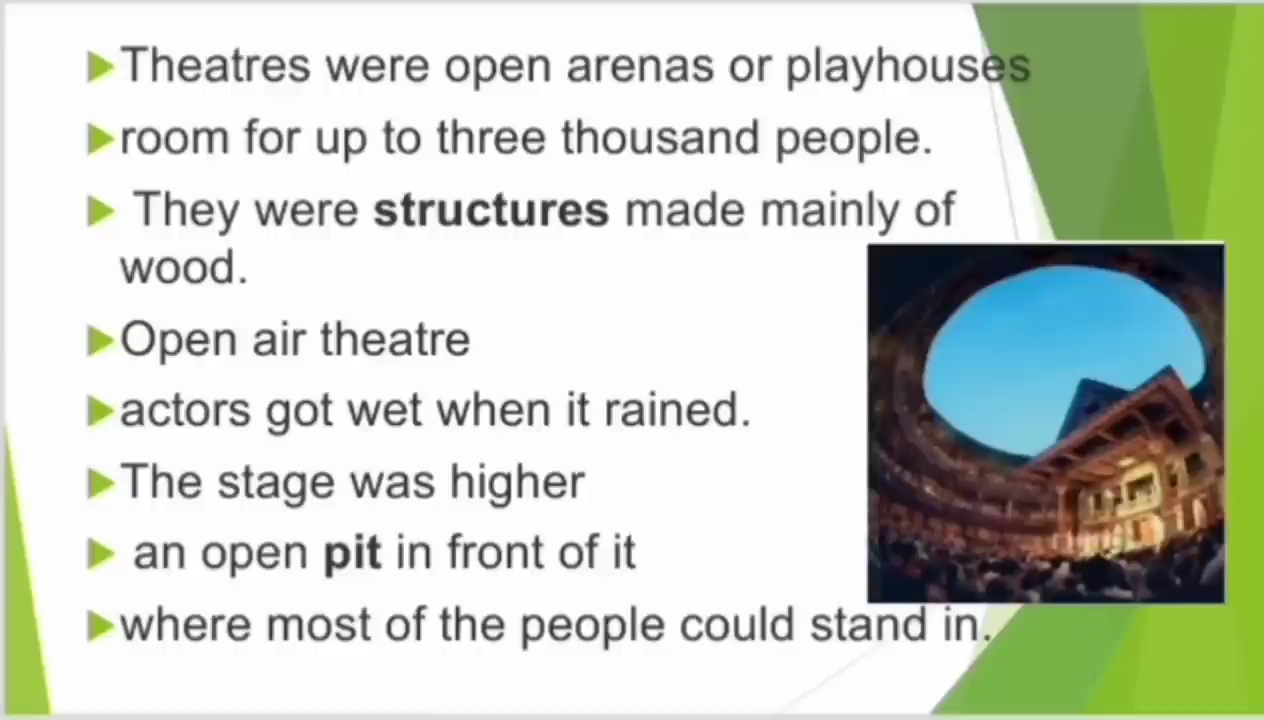 Theatres were open arenas or playhouses
room for up to three thousand people.
They were structures made mainly of
wood.
Open air theatre
actors got wet when it rained.
The stage was higher
an open pit in front of it
where most of the people could stand in.